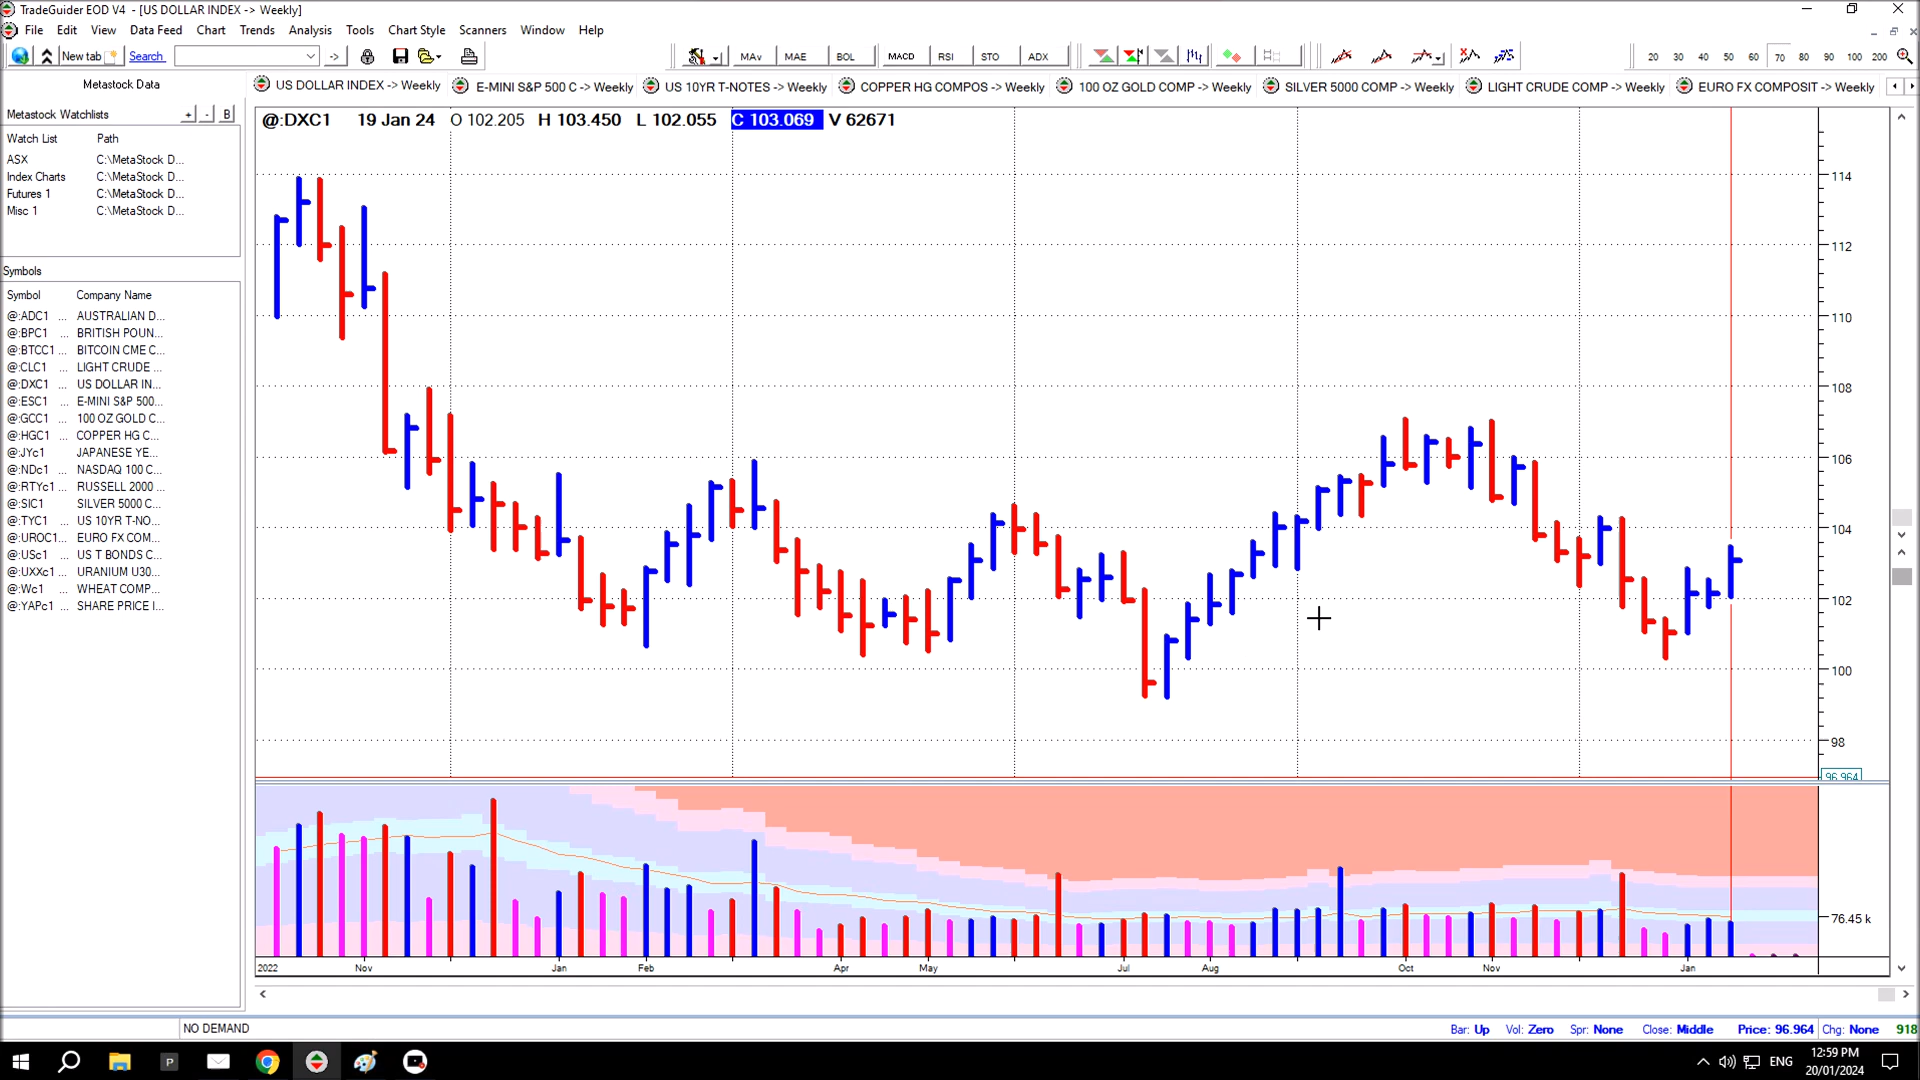 TradeGuider EOD V4 - [US DOLLAR INDEX -> Weekly]
File Edit View Data Feed Chart Trends Analysis Tools Chart Style Scanners Window Help
New tab Search -> MAv MAE BOL MACD RSI STO ADX 20 30 40 50 60 70 80 90 100 200
Metastock Data
US DOLLAR INDEX -> Weekly E-MINI S&P 500 C -> Weekly US 10YR T-NOTES -> Weekly COPPER HG COMPOS -> Weekly 100 OZ GOLD COMP -> Weekly SILVER 5000 COMP -> Weekly LIGHT CRUDE COMP -> Weekly EURO FX COMPOSIT -> Weekly
Metastock Watchlists + - B
@:DXC1 19 Jan 24 O 102.205 H 103.450 L 102.055 C 103.069 V 62671
Watch List Path
ASX C:\MetaStock D...
Index Charts C:\MetaStock D...
Futures 1 C:\MetaStock D...
Misc 1 C:\MetaStock D...
Symbols
Symbol Company Name
@:ADC1 ... AUSTRALIAN D...
@:BPC1 ... BRITISH POUN...
@:BTCC1 ... BITCOIN CME C...
@:CLC1 ... LIGHT CRUDE ...
@:DXC1 ... US DOLLAR IN...
@:ESC1 ... E-MINI S&P 500...
@:GCC1 ... 100 OZ GOLD C...
@:HGC1 ... COPPER HG C...
@:JYc1 ... JAPANESE YE...
@:NDc1 ... NASDAQ 100 C...
@:RTYc1 ... RUSSELL 2000 ...
@:SIC1 ... SILVER 5000 C...
@:TYC1 ... US 10YR T-NO...
@:UROC1 ... EURO FX COM...
@:USc1 ... US T BONDS C...
@:UXXc1 ... URANIUM U30...
@:Wc1 ... WHEAT COMP...
@:YAPc1 ... SHARE PRICE I...
114
112
110
108
106
104
102
100
98
96.964
76.45 k
2022 Nov Jan Feb Apr May Jul Aug Oct Nov Jan
NO DEMAND Bar: Up Vol: Zero Spr: None Close: Middle Price: 96.964 Chg: None 918
P ENG 12:59 PM
20/01/2024